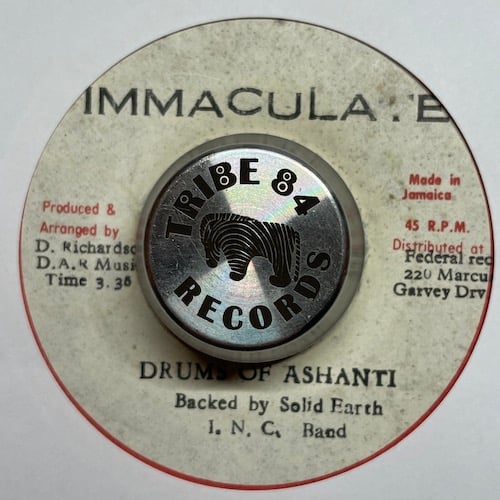 IMMACULA.E
TRIBE 84
RECORDS
Produced &
Arranged by
D. Richardso
D.A.R Musi
Time 3.36
Made in
Jamaica
45 R.P.M.
Distributed at
Federal rec
220 Marcu
Garvey Drv
DRUMS OF ASHANTI
Backed by Solid Earth
I. N. C. Band